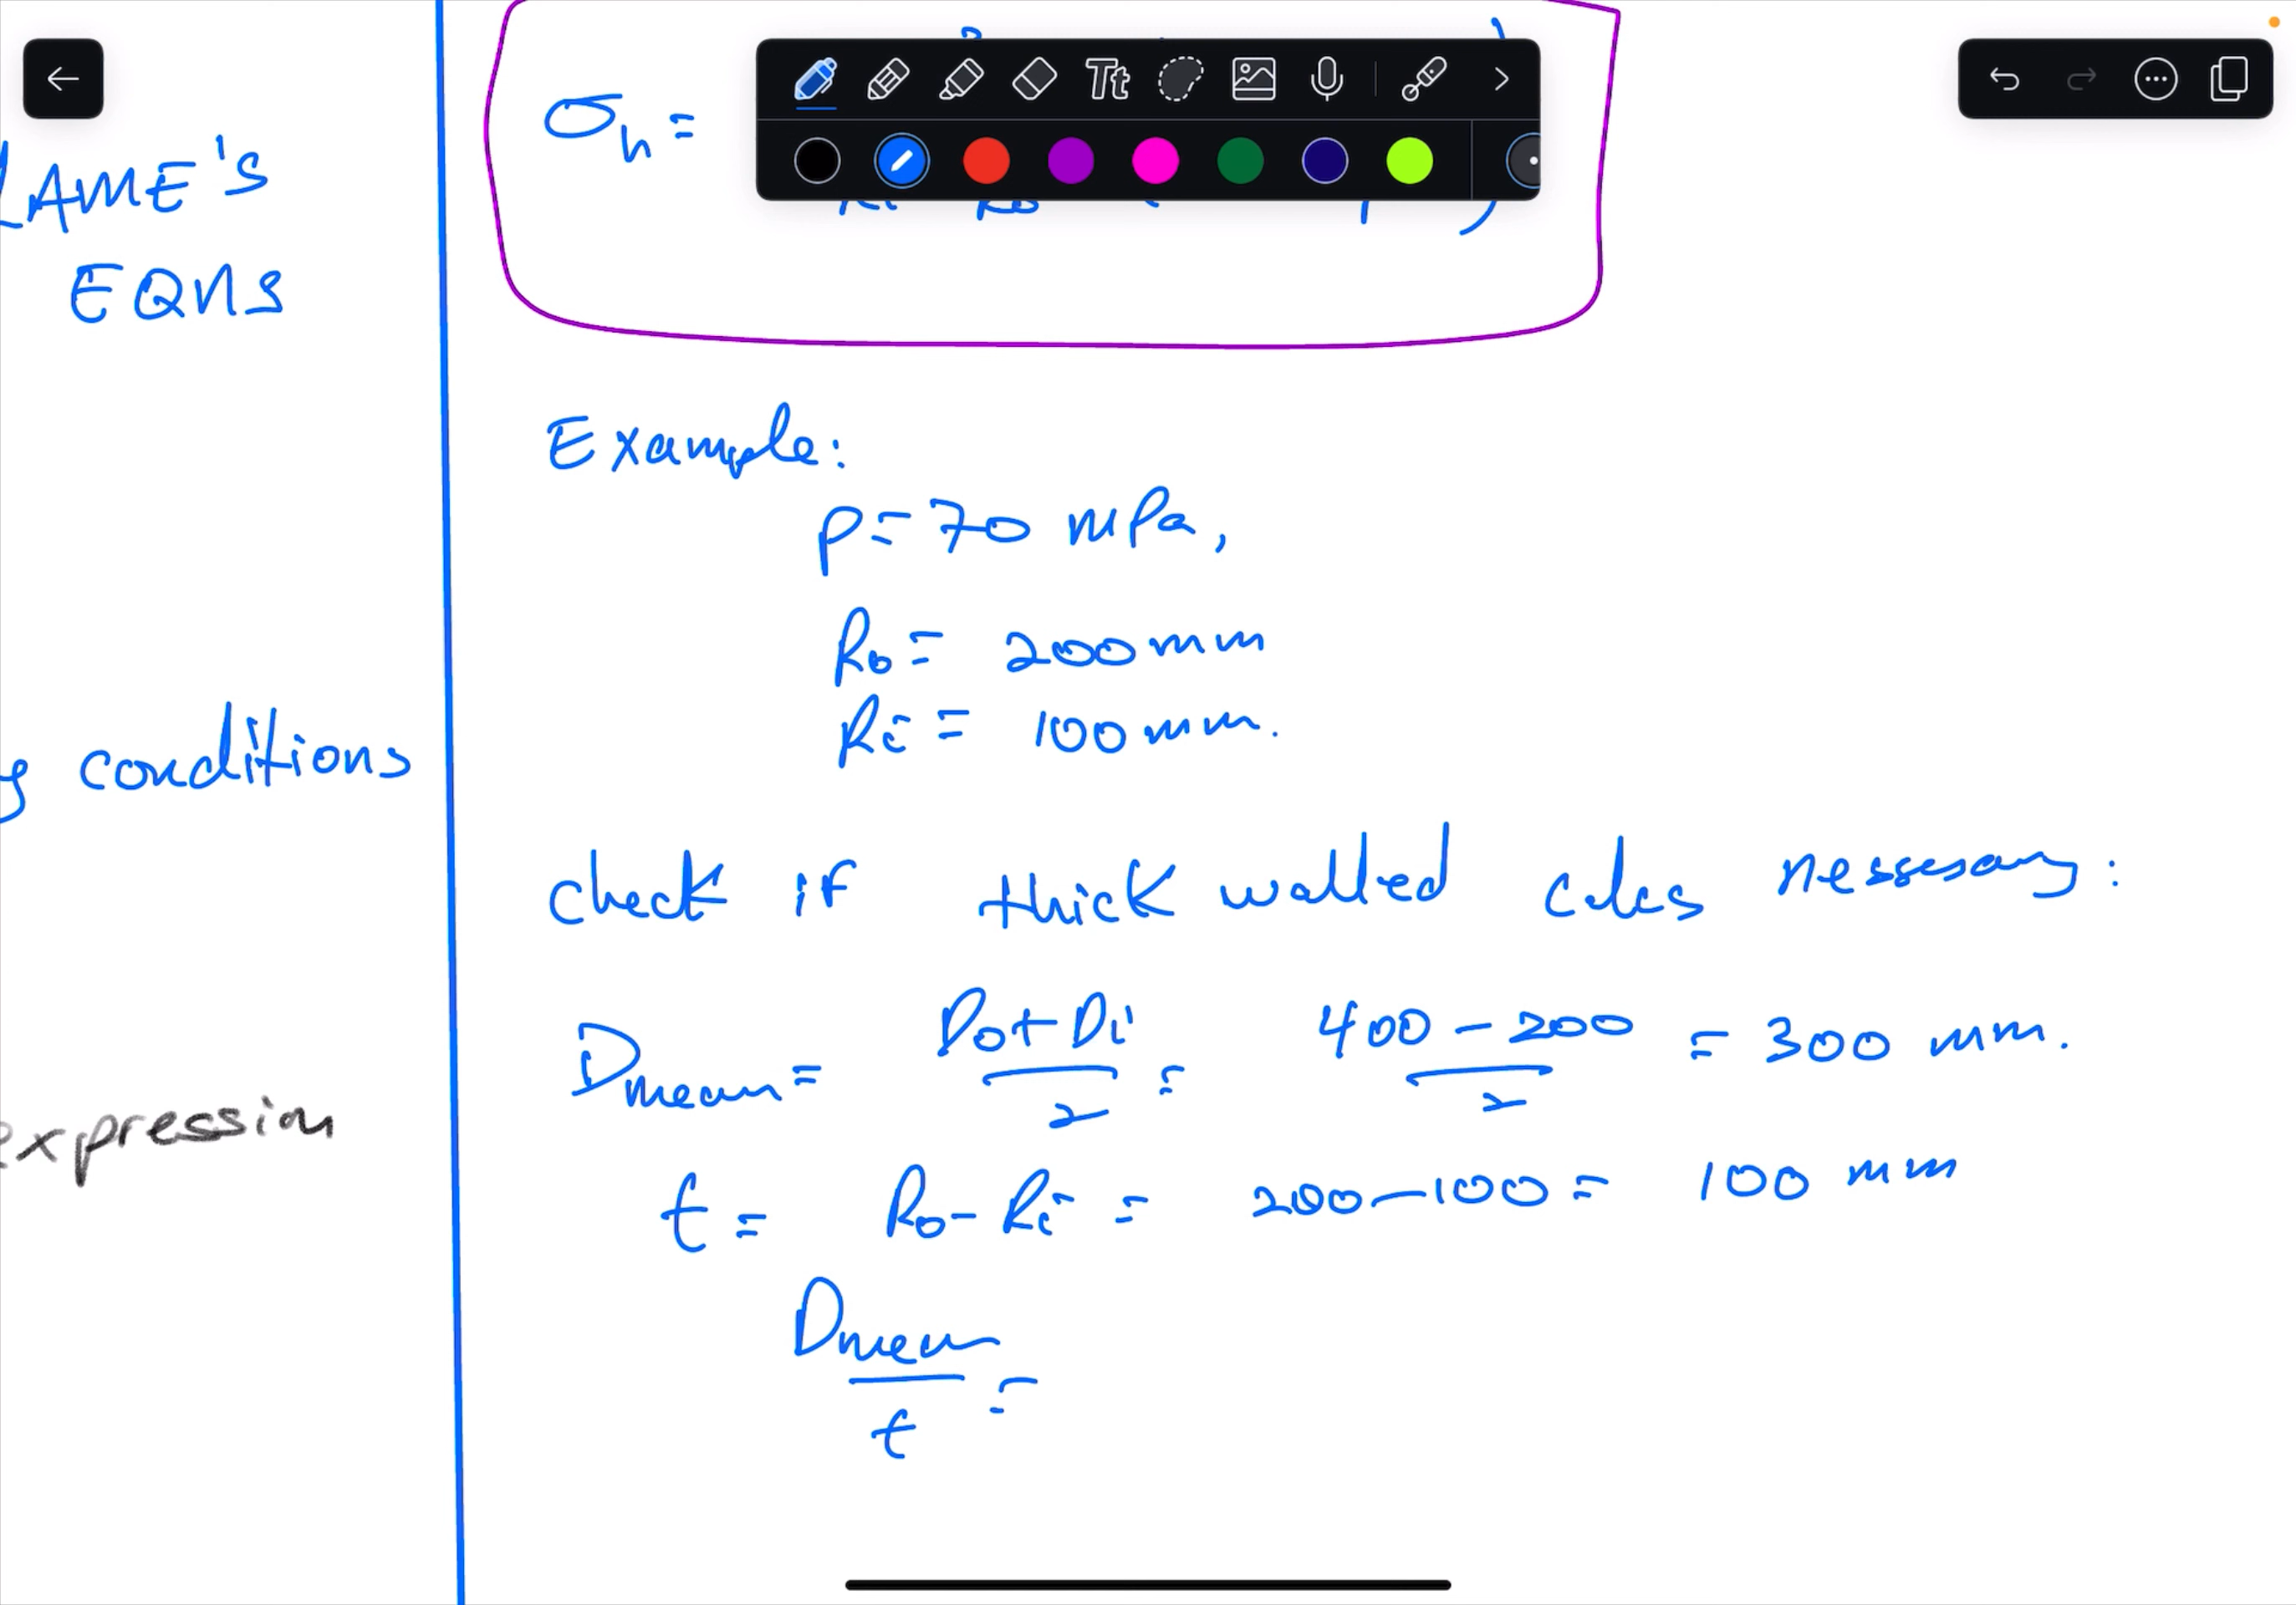 σh =
LAME'S
EQNS
Example:
P = 70 mPa,
Ro = 200mm
Ri = 100mm.
conditions
check if thick walled calcs nessesary:
Dmean = Do + Di / 2 = 400 - 200 / 2 = 300 mm.
expression
t = Ro - Ri = 200 - 100 = 100 mm
Dmean / t =
Tt